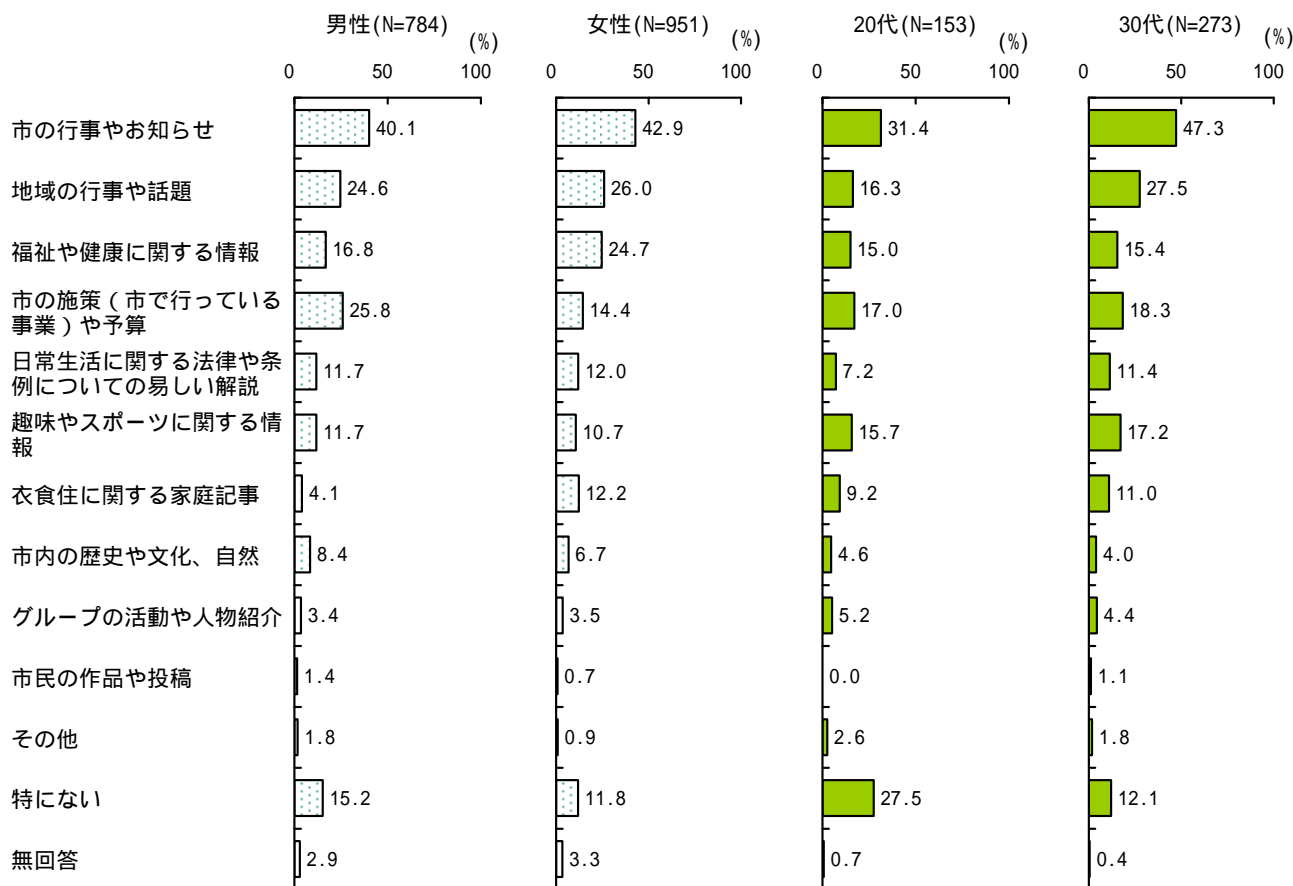 男性(N=784) 女性(N=951) 20代(N=153) 30代(N=273)
(%) (%) (%) (%)
0 50 100 0 50 100 0 50 100 0 50 100
市の行事やお知らせ 40.1 42.9 31.4 47.3
地域の行事や話題 24.6 26.0 16.3 27.5
福祉や健康に関する情報 16.8 24.7 15.0 15.4
市の施策(市で行っている
事業)や予算 25.8 14.4 17.0 18.3
日常生活に関する法律や条
例についての易しい解説 11.7 12.0 7.2 11.4
趣味やスポーツに関する情
報 11.7 10.7 15.7 17.2
衣食住に関する家庭記事 4.1 12.2 9.2 11.0
市内の歴史や文化、自然 8.4 6.7 4.6 4.0
グループの活動や人物紹介 3.4 3.5 5.2 4.4
市民の作品や投稿 1.4 0.7 0.0 1.1
その他 1.8 0.9 2.6 1.8
特にない 15.2 11.8 27.5 12.1
無回答 2.9 3.3 0.7 0.4